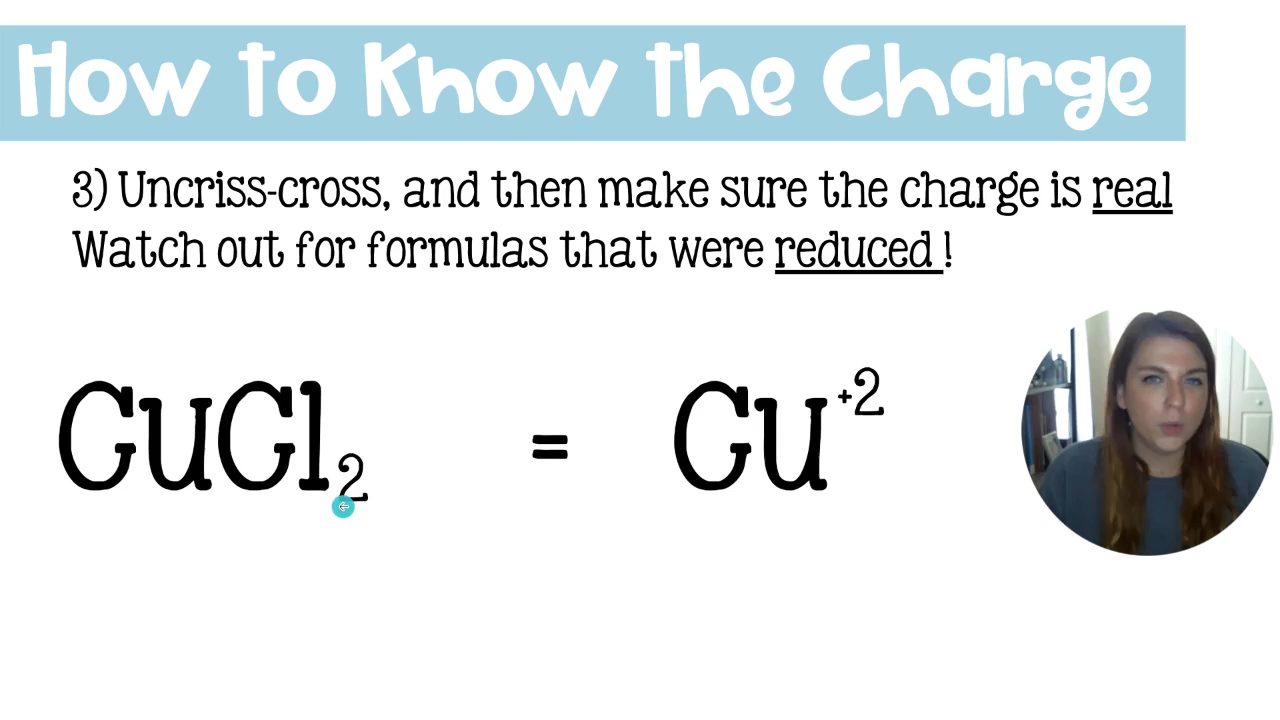 How to Know the Charge
3) Uncriss-cross, and then make sure the charge is real
Watch out for formulas that were reduced !
CuCl₂ = Cu⁺²